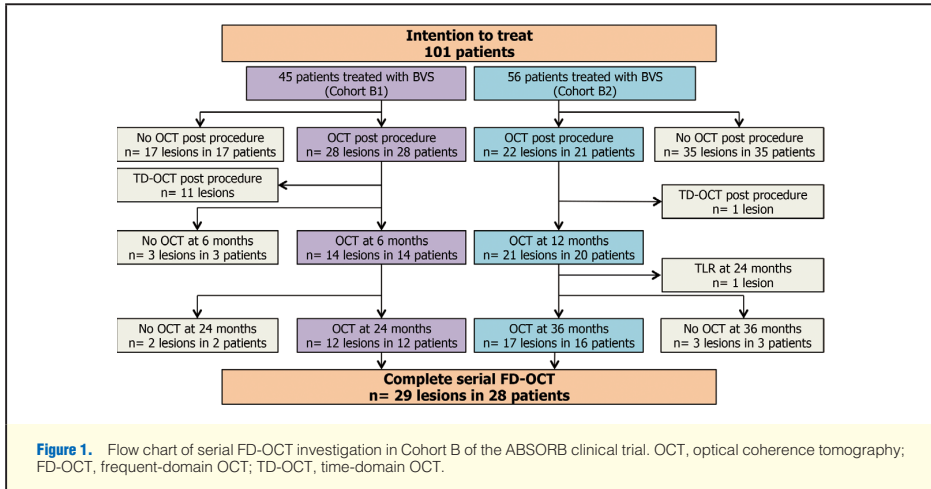 Intention to treat
101 patients
45 patients treated with BVS
(Cohort B1)
56 patients treated with BVS
(Cohort B2)
No OCT post procedure
n= 17 lesions in 17 patients
OCT post procedure
n= 28 lesions in 28 patients
OCT post procedure
n= 22 lesions in 21 patients
No OCT post procedure
n= 35 lesions in 35 patients
TD-OCT post procedure
n= 11 lesions
TD-OCT post procedure
n= 1 lesion
No OCT at 6 months
n= 3 lesions in 3 patients
OCT at 6 months
n= 14 lesions in 14 patients
OCT at 12 months
n= 21 lesions in 20 patients
TLR at 24 months
n= 1 lesion
No OCT at 24 months
n= 2 lesions in 2 patients
OCT at 24 months
n= 12 lesions in 12 patients
OCT at 36 months
n= 17 lesions in 16 patients
No OCT at 36 months
n= 3 lesions in 3 patients
Complete serial FD-OCT
n= 29 lesions in 28 patients
Figure 1. Flow chart of serial FD-OCT investigation in Cohort B of the ABSORB clinical trial. OCT, optical coherence tomography;
FD-OCT, frequent-domain OCT; TD-OCT, time-domain OCT.